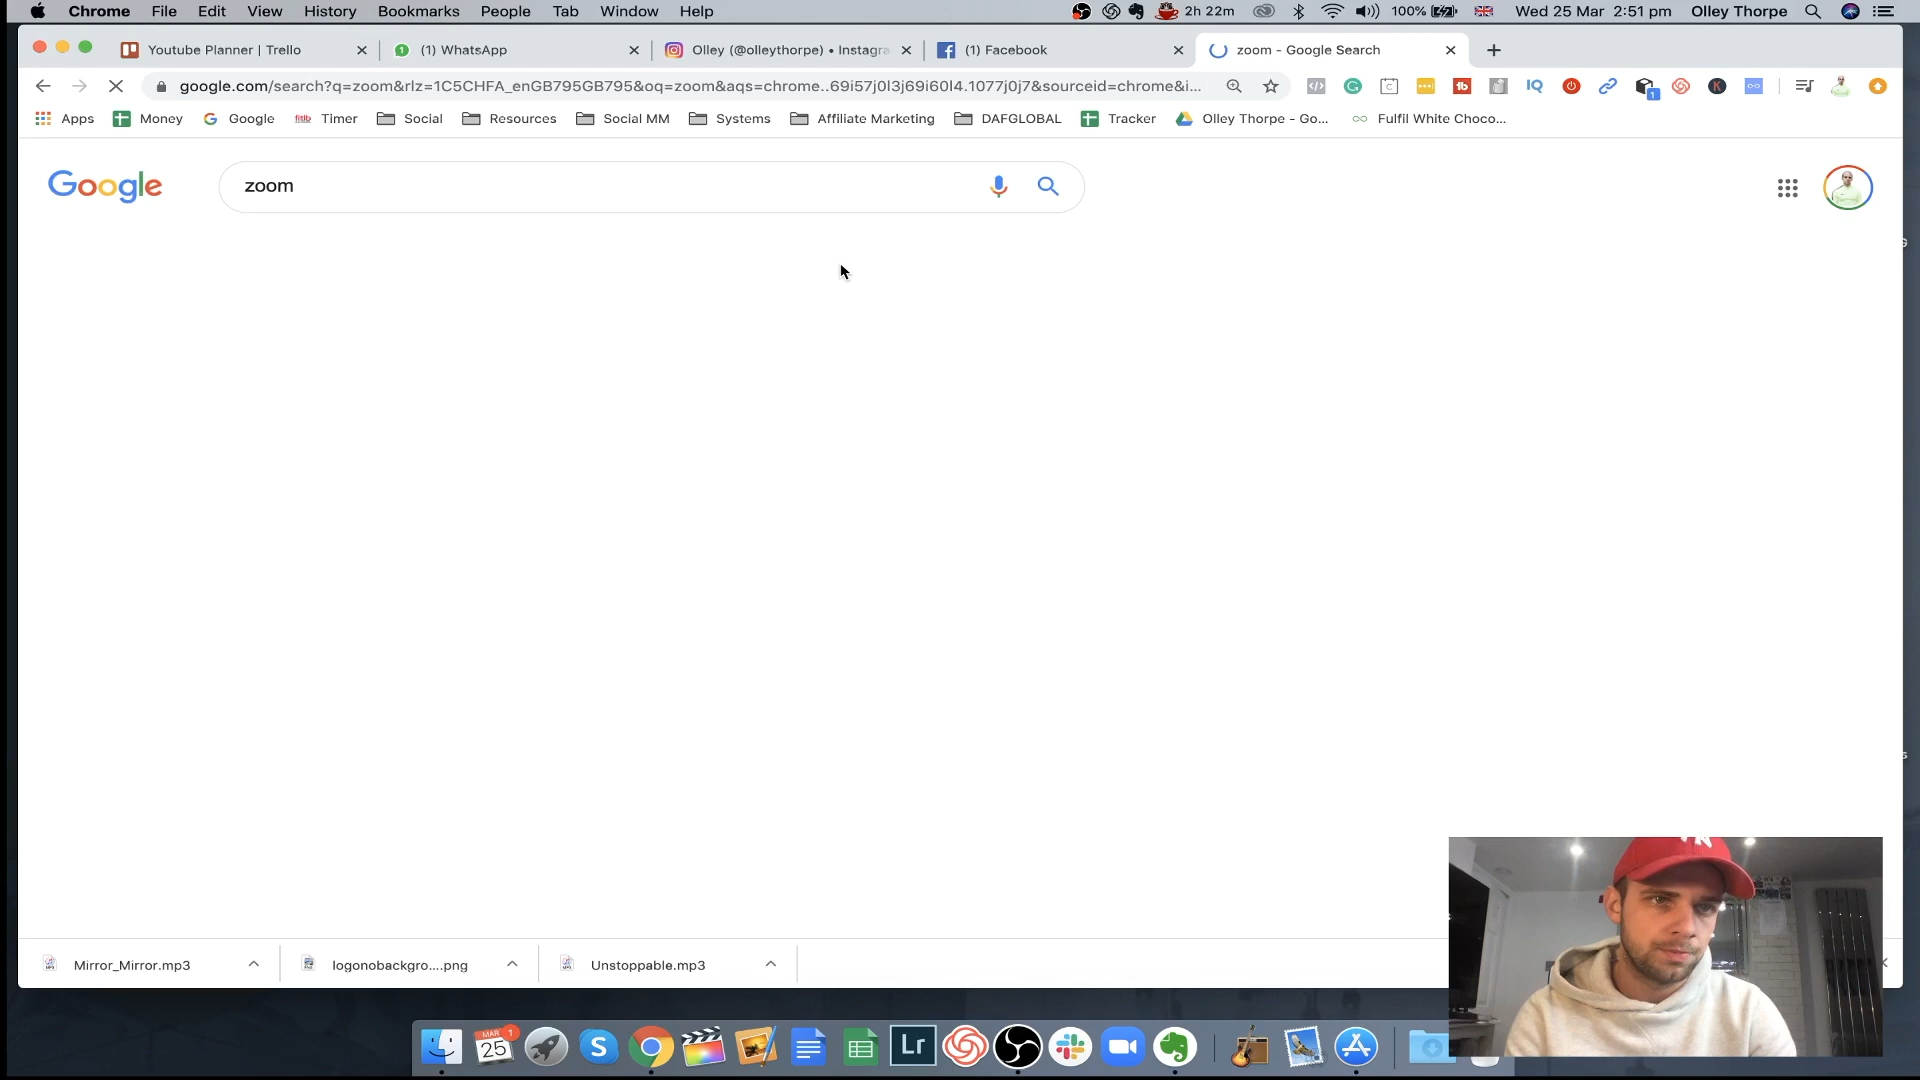 Chrome File Edit View History Bookmarks People Tab Window Help 2h 22m 100% Wed 25 Mar 2:51 pm Olley Thorpe
Youtube Planner | Trello (1) WhatsApp Olley (@olleythorpe) • Instagra (1) Facebook zoom - Google Search
google.com/search?q=zoom&rlz=1C5CHFA_enGB795GB795&oq=zoom&aqs=chrome..69i57j0l3j69i60l4.1077j0j7&sourceid=chrome&i...
Apps Money Google Timer Social Resources Social MM Systems Affiliate Marketing DAFGLOBAL Tracker Olley Thorpe - Go... Fulfil White Choco...
Google zoom
Mirror_Mirror.mp3 logonobackgro....png Unstoppable.mp3
MAR 1
25 S Lr